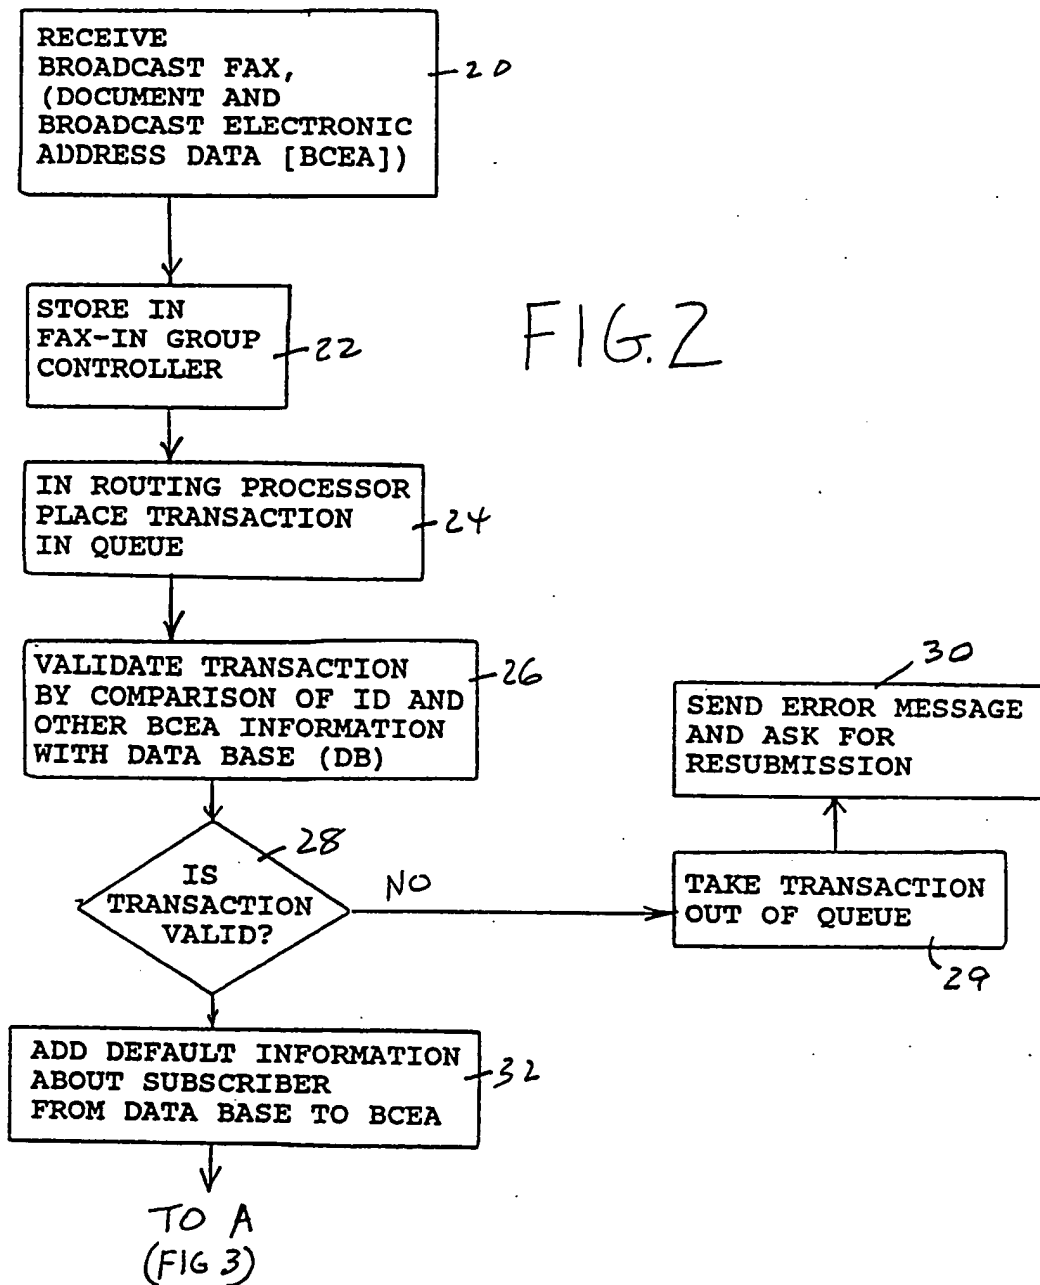 RECEIVE
BROADCAST FAX,
(DOCUMENT AND
BROADCAST ELECTRONIC
ADDRESS DATA [BCEA])
20
STORE IN
FAX-IN GROUP
CONTROLLER
22
FIG.2
IN ROUTING PROCESSOR
PLACE TRANSACTION
IN QUEUE
24
VALIDATE TRANSACTION
BY COMPARISON OF ID AND
OTHER BCEA INFORMATION
WITH DATA BASE (DB)
26
30
SEND ERROR MESSAGE
AND ASK FOR
RESUBMISSION
28
IS
TRANSACTION
VALID?
NO
TAKE TRANSACTION
OUT OF QUEUE
29
ADD DEFAULT INFORMATION
ABOUT SUBSCRIBER
FROM DATA BASE TO BCEA
32
TO A
(FIG 3)